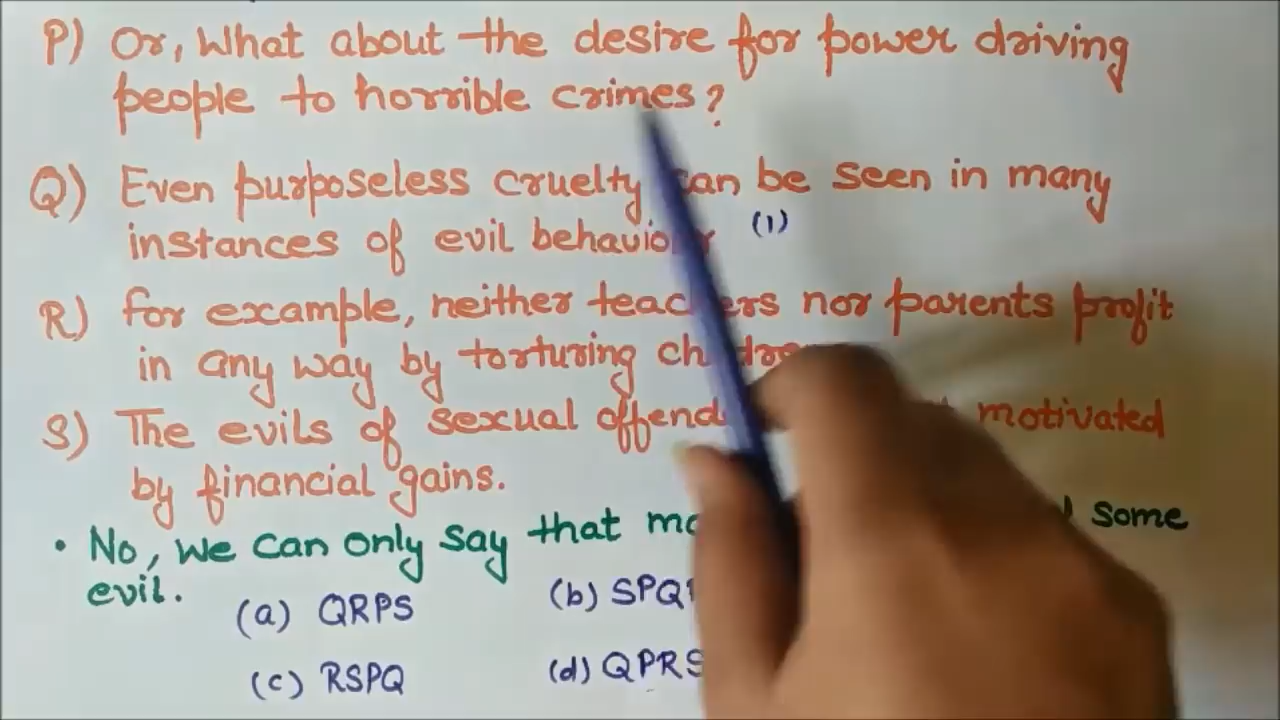 P) Or, What about the desire for power driving
people to horrible crimes?
Q) Even purposeless cruelty can be seen in many
instances of evil behaviour (1)
R) for example, neither teachers nor parents profit
in any way by torturing
S) The evils of sexual motivated
by financial gains.
• No, we can only say that some
evil.
(a) QRPS (b)
(c) RSPQ (d) QPRS